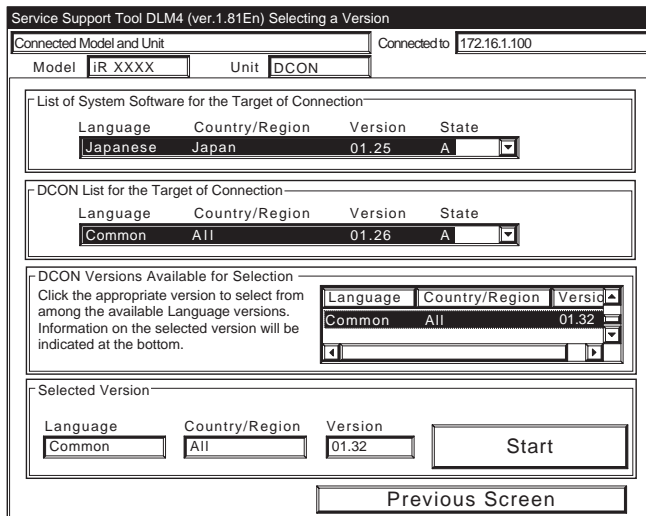 Service Support Tool DLM4 (ver.1.81En) Selecting a Version
Connected Model and Unit Connected to 172.16.1.100
Model iR XXXX Unit DCON
List of System Software for the Target of Connection
Language Country/Region Version State
Japanese Japan 01.25 A
DCON List for the Target of Connection
Language Country/Region Version State
Common All 01.26 A
DCON Versions Available for Selection
Click the appropriate version to select from
among the available Language versions.
Information on the selected version will be
indicated at the bottom.
Language Country/Region Versio
Common All 01.32
Selected Version
Language Country/Region Version
Common All 01.32
Start
Previous Screen